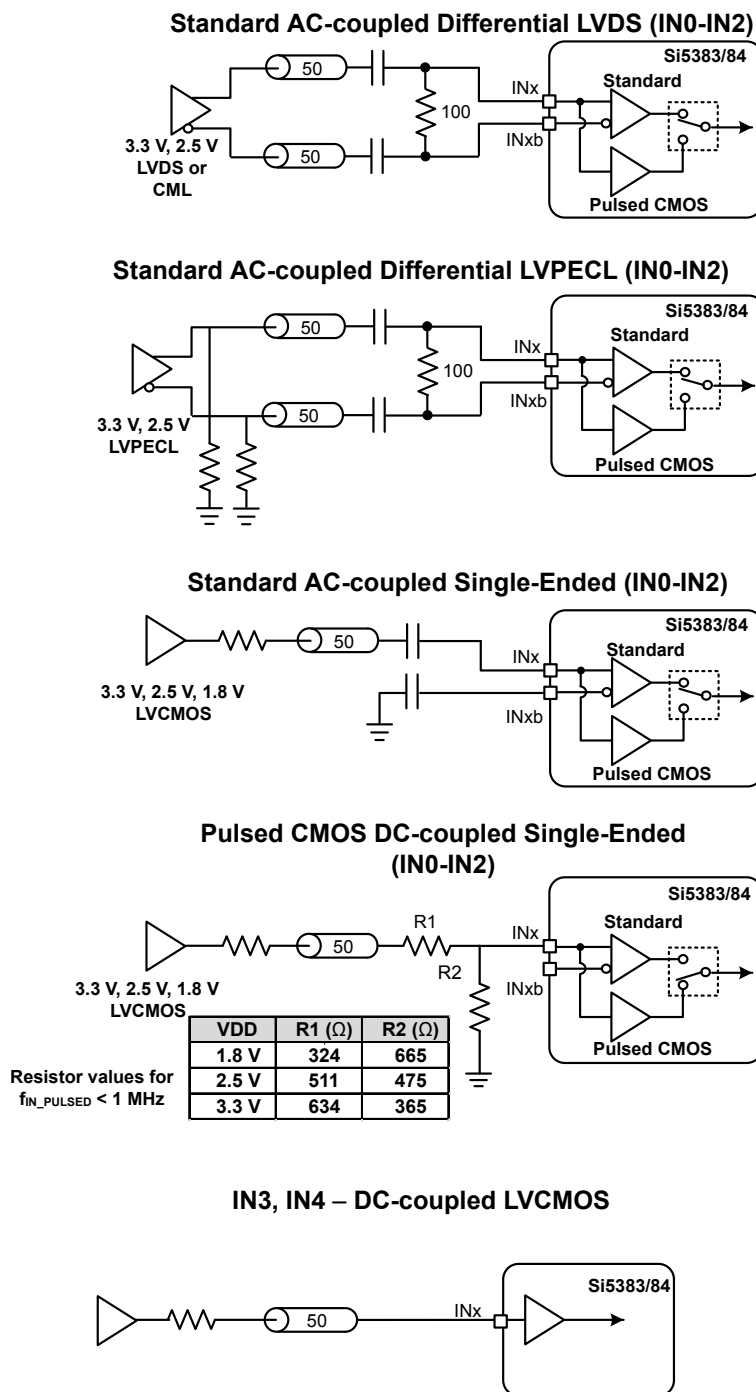 Standard AC-coupled Differential LVDS (IN0-IN2)
Si5383/84
50
INx
Standard
100
3.3 V, 2.5 V
LVDS or
CML
50
INxb
Pulsed CMOS
Standard AC-coupled Differential LVPECL (IN0-IN2)
Si5383/84
50
INx
Standard
100
3.3 V, 2.5 V
LVPECL
50
INxb
Pulsed CMOS
Standard AC-coupled Single-Ended (IN0-IN2)
Si5383/84
50
INx
Standard
3.3 V, 2.5 V, 1.8 V
LVCMOS
INxb
Pulsed CMOS
Pulsed CMOS DC-coupled Single-Ended
(IN0-IN2)
Si5383/84
50
R1
INx
Standard
R2
INxb
3.3 V, 2.5 V, 1.8 V
LVCMOS
Pulsed CMOS
VDD R1 (Ω) R2 (Ω)
1.8 V 324 665
2.5 V 511 475
3.3 V 634 365
Resistor values for
fIN_PULSED < 1 MHz
IN3, IN4 – DC-coupled LVCMOS
Si5383/84
50
INx